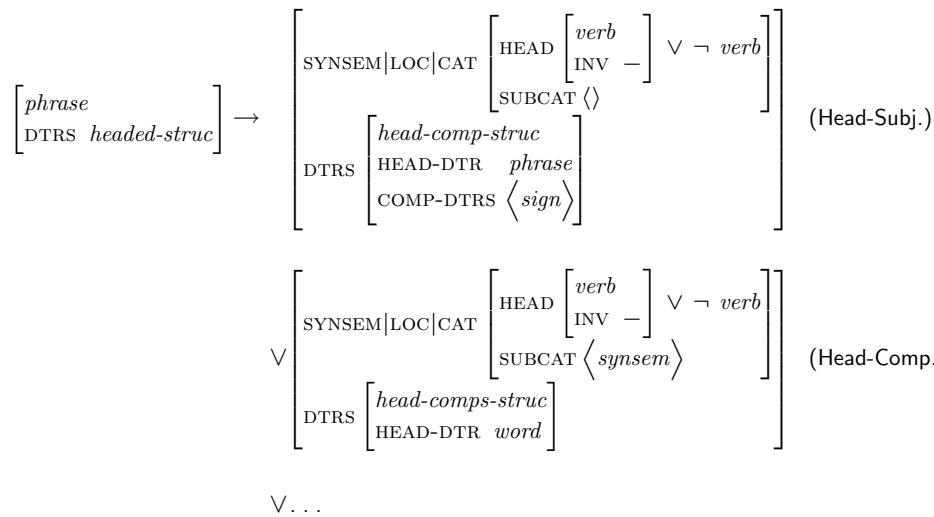 [phrase
DTRS headed-struc] →
[SYNSEM|LOC|CAT [HEAD [verb
INV −] ∨ ¬ verb
SUBCAT ⟨⟩]
DTRS [head-comp-struc
HEAD-DTR phrase
COMP-DTRS ⟨sign⟩]] (Head-Subj.)
∨ [SYNSEM|LOC|CAT [HEAD [verb
INV −] ∨ ¬ verb
SUBCAT ⟨synsem⟩]
DTRS [head-comps-struc
HEAD-DTR word]] (Head-Comp.
∨ . . .